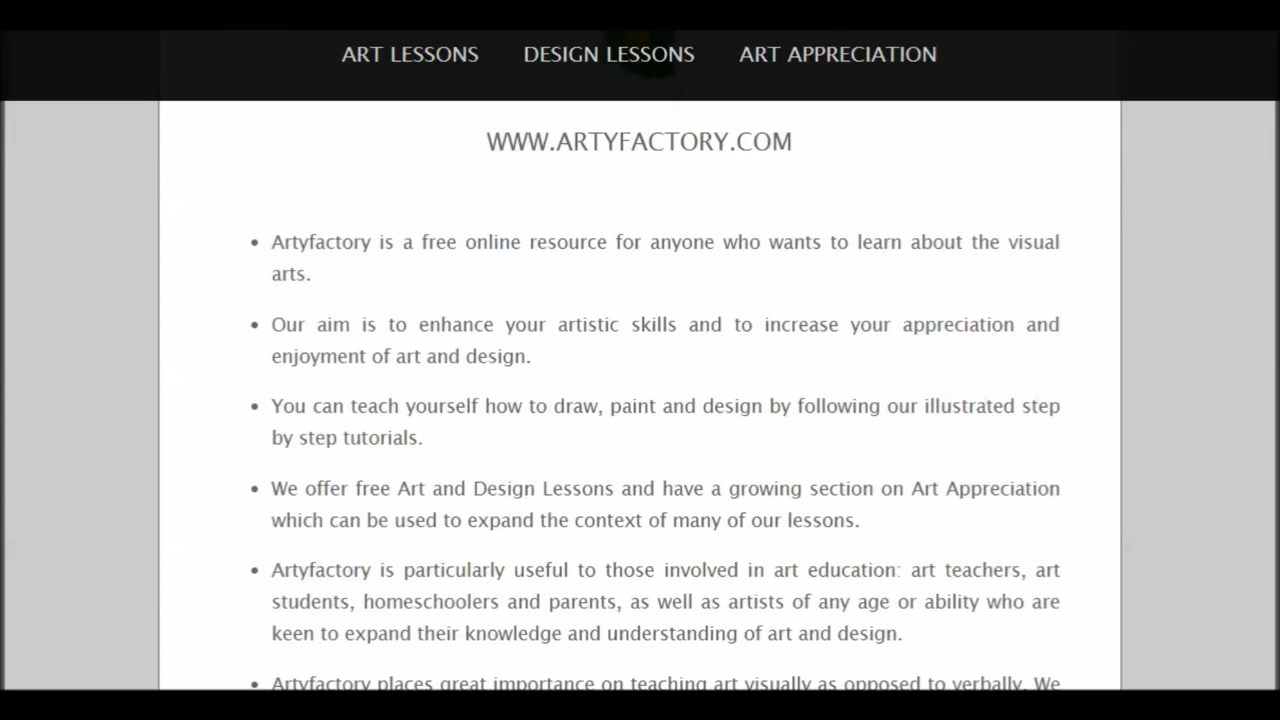 ART LESSONS DESIGN LESSONS ART APPRECIATION
WWW.ARTYFACTORY.COM
• Artyfactory is a free online resource for anyone who wants to learn about the visual
arts.
• Our aim is to enhance your artistic skills and to increase your appreciation and
enjoyment of art and design.
• You can teach yourself how to draw, paint and design by following our illustrated step
by step tutorials.
• We offer free Art and Design Lessons and have a growing section on Art Appreciation
which can be used to expand the context of many of our lessons.
• Artyfactory is particularly useful to those involved in art education: art teachers, art
students, homeschoolers and parents, as well as artists of any age or ability who are
keen to expand their knowledge and understanding of art and design.
• Artyfactory places great importance on teaching art visually as opposed to verbally. We